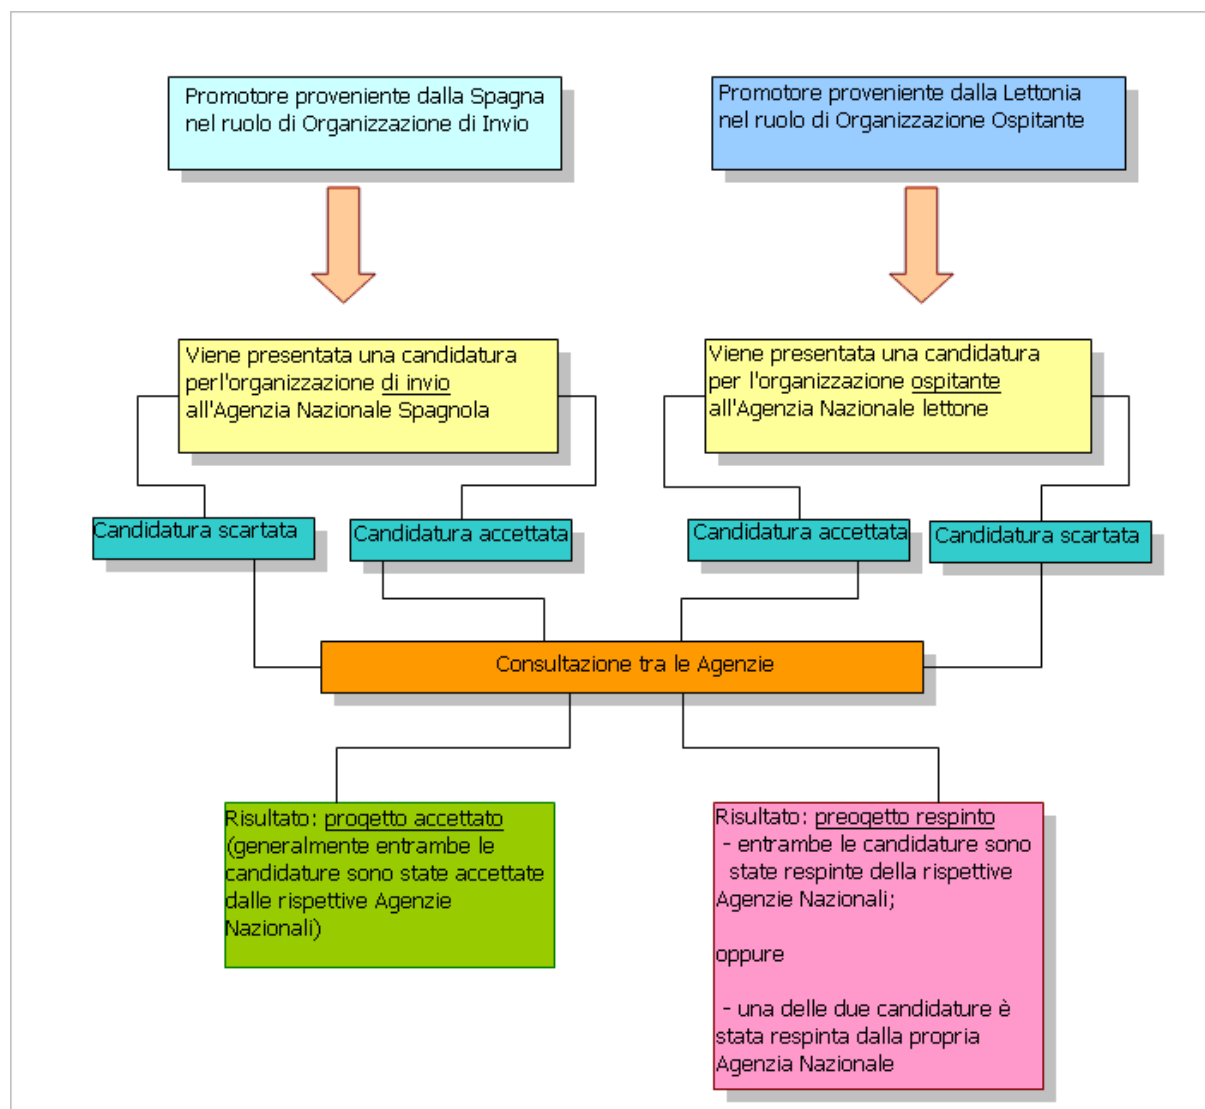 Promotore proveniente dalla Spagna
nel ruolo di Organizzazione di Invio
Promotore proveniente dalla Lettonia
nel ruolo di Organizzazione Ospitante
Viene presentata una candidatura
perl'organizzazione di invio
all'Agenzia Nazionale Spagnola
Viene presentata una candidatura
per l'organizzazione ospitante
all'Agenzia Nazionale lettone
Candidatura scartata
Candidatura accettata
Candidatura accettata
Candidatura scartata
Consultazione tra le Agenzie
Risultato: progetto accettato
(generalmente entrambe le
candidature sono state accettate
dalle rispettive Agenzie
Nazionali)
Risultato: preogetto respinto
- entrambe le candidature sono
state respinte della rispettive
Agenzie Nazionali;
oppure
- una delle due candidature è
stata respinta dalla propria
Agenzia Nazionale